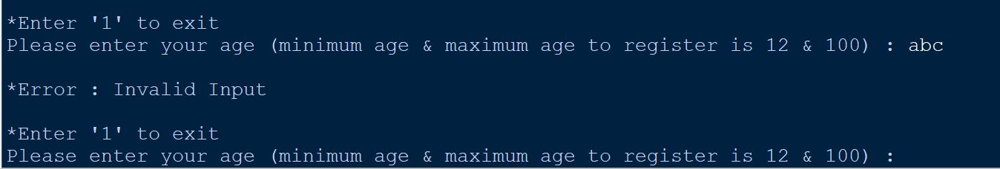 *Enter '1' to exit
Please enter your age (minimum age & maximum age to register is 12 & 100) : abc
*Error : Invalid Input
*Enter '1' to exit
Please enter your age (minimum age & maximum age to register is 12 & 100) :